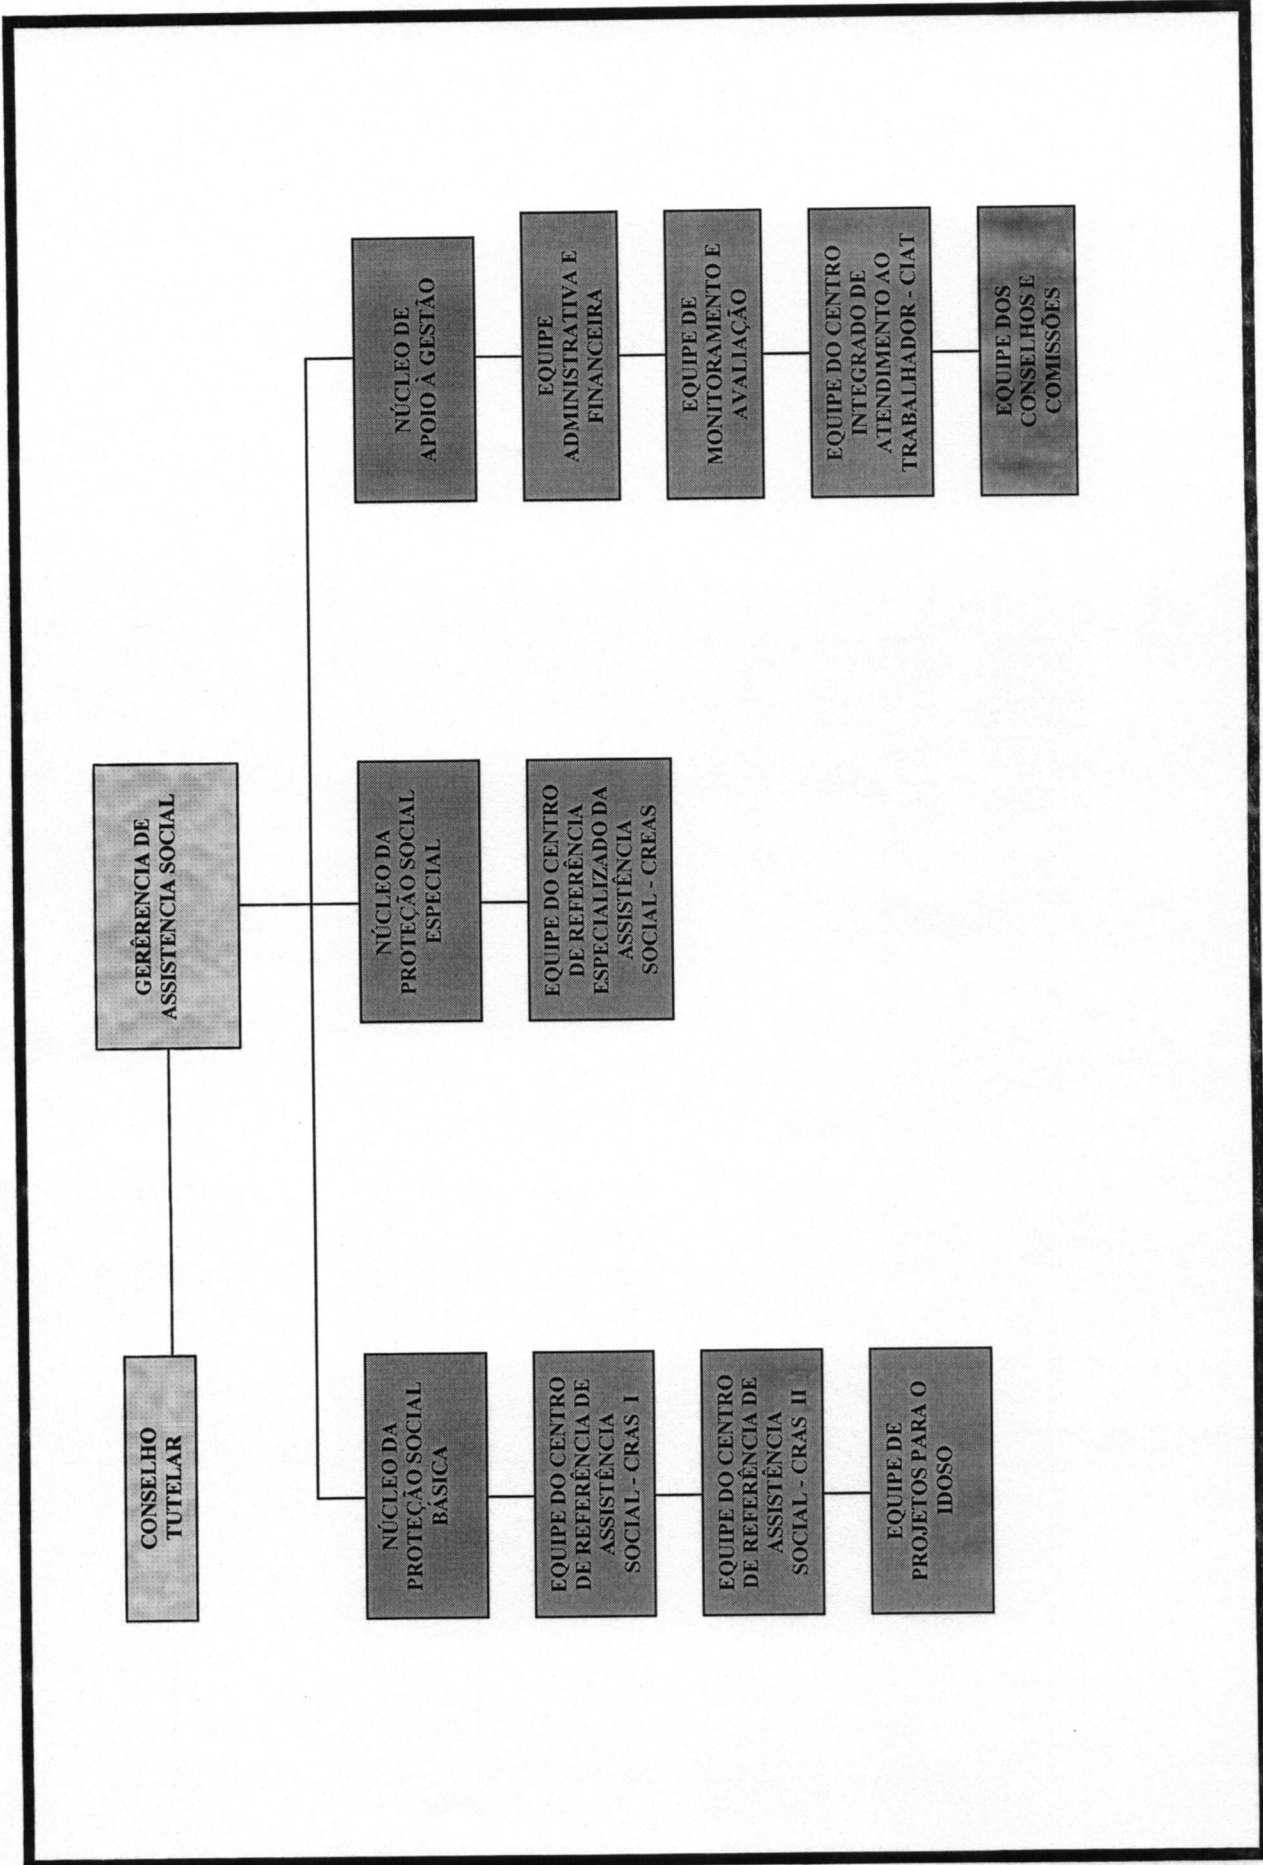 CONSELHO
TUTELAR
GERÊRENCIA DE
ASSISTENCIA SOCIAL
NÚCLEO DA
PROTEÇÃO SOCIAL
BÁSICA
EQUIPE DO CENTRO
DE REFERÊNCIA DE
ASSISTÊNCIA
SOCIAL - CRAS I
EQUIPE DO CENTRO
DE REFERÊNCIA DE
ASSISTÊNCIA
SOCIAL - CRAS II
EQUIPE DE
PROJETOS PARA O
IDOSO
NÚCLEO DA
PROTEÇÃO SOCIAL
ESPECIAL
EQUIPE DO CENTRO
DE REFERÊNCIA
ESPECIALIZADO DA
ASSISTÊNCIA
SOCIAL - CREAS
NÚCLEO DE
APOIO À GESTÃO
EQUIPE
ADMINISTRATIVA E
FINANCEIRA
EQUIPE DE
MONITORAMENTO E
AVALIAÇÃO
EQUIPE DO CENTRO
INTEGRADO DE
ATENDIMENTO AO
TRABALHADOR - CIAT
EQUIPE DOS
CONSELHOS E
COMISSÕES